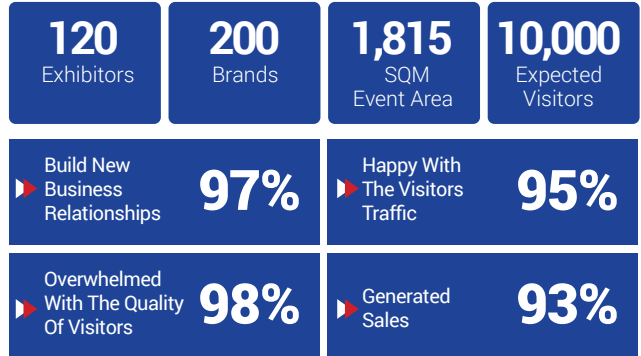 120
Exhibitors
200
Brands
1,815
SQM
Event Area
10,000
Expected
Visitors
Build New
Business
Relationships
97%
Happy With
The Visitors
Traffic
95%
Overwhelmed
With The Quality
Of Visitors
98%
Generated
Sales
93%